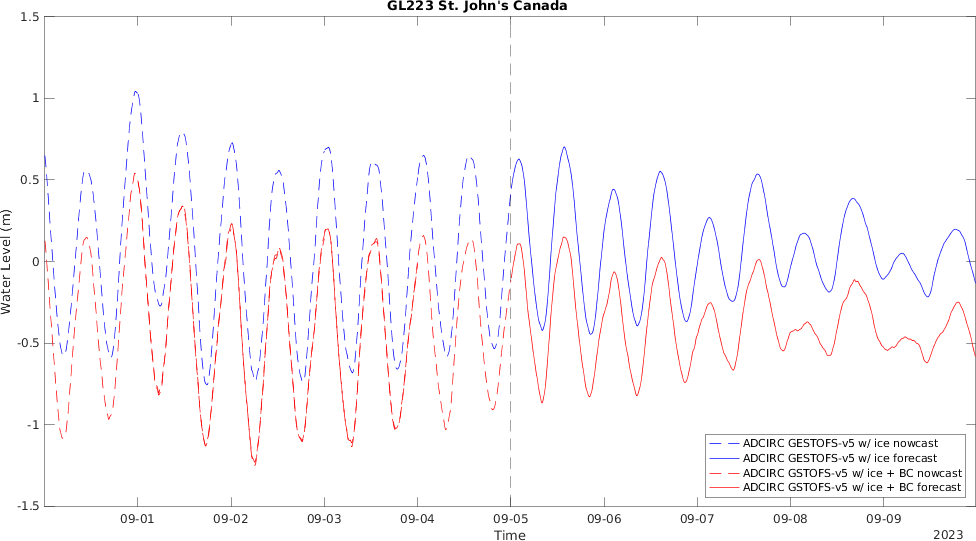 GL223 St. John's Canada
Water Level (m)
1.5
1
0.5
0
-0.5
-1
-1.5
09-01 09-02 09-03 09-04 09-05 09-06 09-07 09-08 09-09
Time
2023
ADCIRC GESTOFS-v5 w/ ice nowcast
ADCIRC GESTOFS-v5 w/ ice forecast
ADCIRC GSTOFS-v5 w/ ice + BC nowcast
ADCIRC GSTOFS-v5 w/ ice + BC forecast